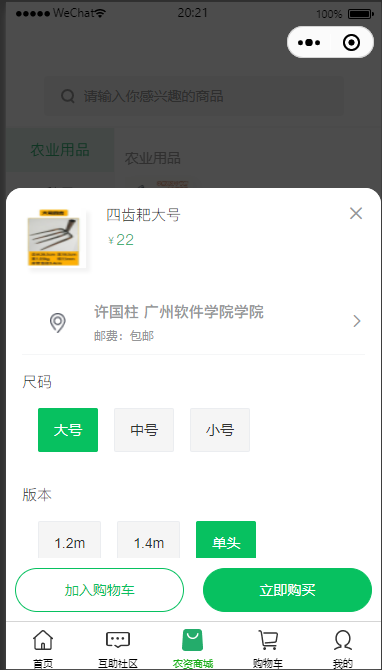 WeChat
20:21
100%
请输入你感兴趣的商品
农业用品
农业用品
四齿耙大号
¥22
许国柱 广州软件学院学院
邮费：包邮
尺码
大号
中号
小号
版本
1.2m
1.4m
单头
加入购物车
立即购买
首页
互助社区
农资商城
购物车
我的